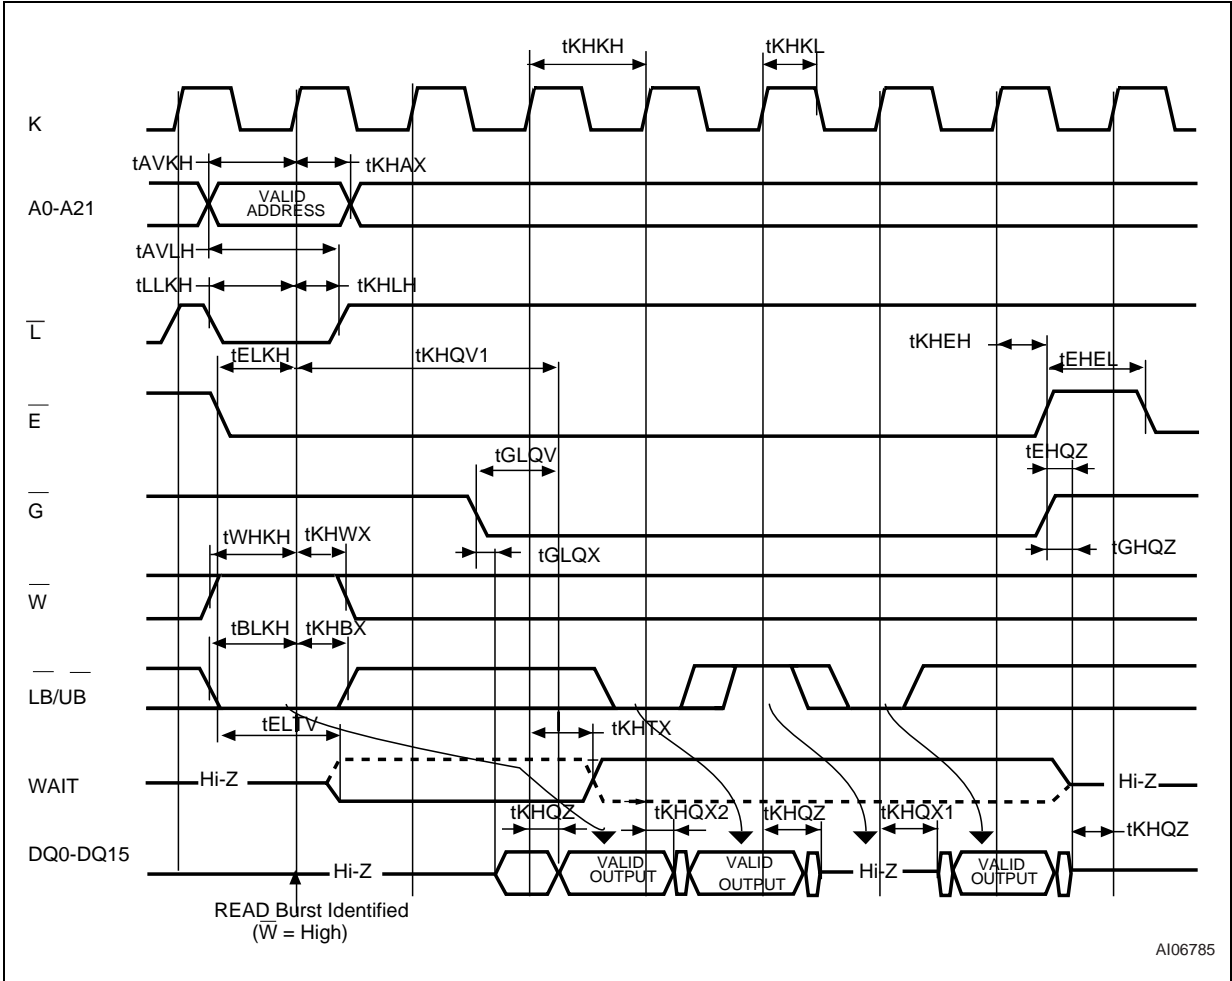 tKHKH tKHKL
K
tAVKH tKHAX
A0-A21 VALID
ADDRESS
tAVLH
tLLKH tKHLH
L
tELKH tKHQV1 tKHEH tEHEL
E
tGLQV tEHQZ
G
tWHKH tKHWX tGLQX tGHQZ
W
tBLKH tKHBX
LB/UB
tELTV tKHTX
WAIT Hi-Z Hi-Z
tKHQZ tKHQX2 tKHQZ tKHQX1 tKHQZ
DQ0-DQ15 Hi-Z VALID
OUTPUT VALID
OUTPUT Hi-Z VALID
OUTPUT
READ Burst Identified
(W = High)
AI06785